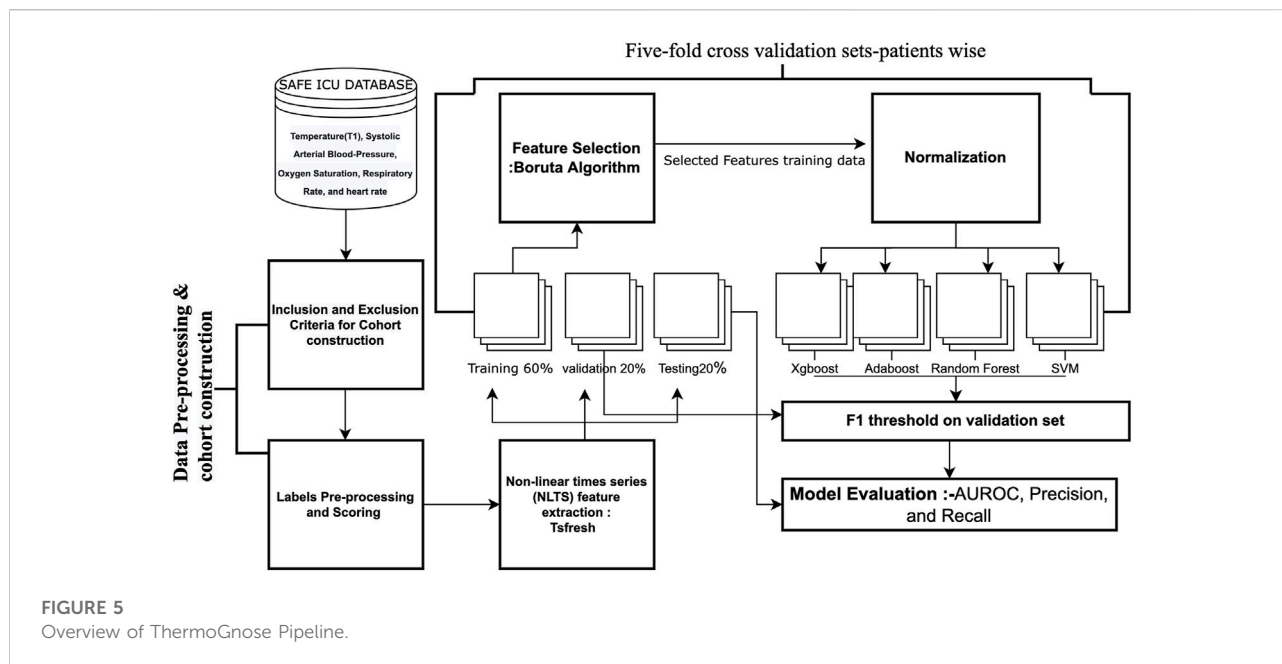 Five-fold cross validation sets-patients wise
SAFE ICU DATABASE
Temperature(T1), Systolic
Arterial Blood-Pressure,
Oxygen Saturation, Respiratory
Rate, and heart rate
Feature Selection
:Boruta Algorithm
Selected Features training data
Normalization
Data Pre-processing &
cohort construction
Inclusion and Exclusion
Criteria for Cohort
construction
Training 60%
validation 20%
Testing20%
Xgboost
Adaboost
Random Forest
SVM
F1 threshold on validation set
Labels Pre-processing
and Scoring
Non-linear times series
(NLTS) feature
extraction :
Tsfresh
Model Evaluation :-AUROC, Precision,
and Recall
FIGURE 5
Overview of ThermoGnose Pipeline.